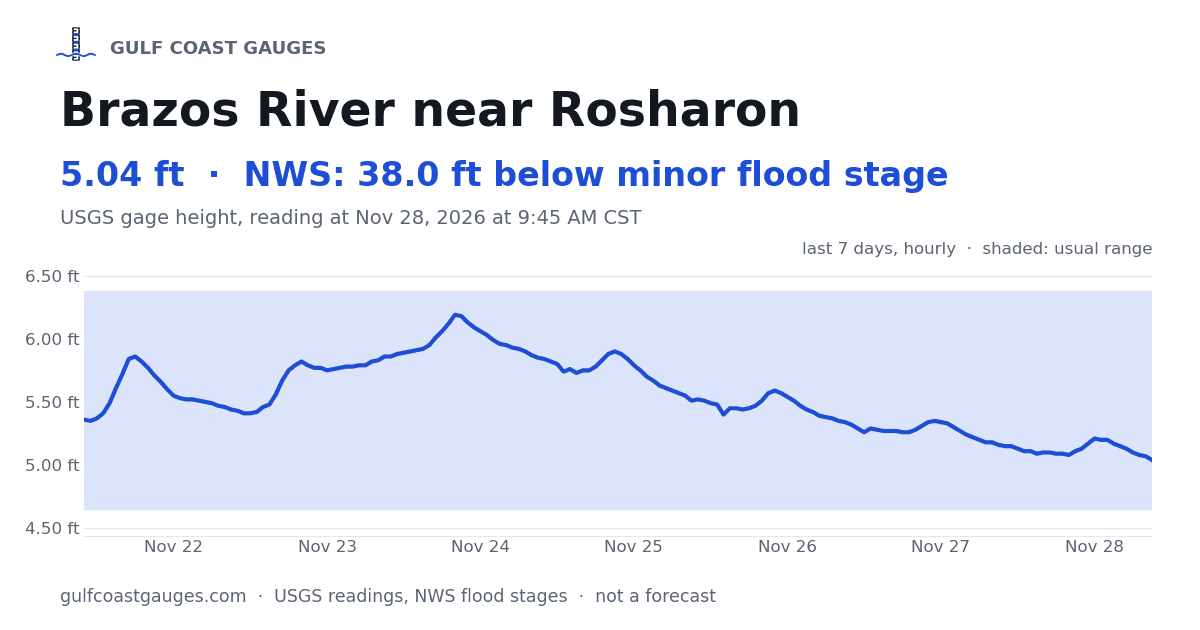 GULF COAST GAUGES
Brazos River near Rosharon
5.04 ft · NWS: 38.0 ft below minor flood stage
USGS gage height, reading at Nov 28, 2026 at 9:45 AM CST
last 7 days, hourly · shaded: usual range
6.50 ft
6.00 ft
5.50 ft
5.00 ft
4.50 ft
Nov 22 Nov 23 Nov 24 Nov 25 Nov 26 Nov 27 Nov 28
gulfcoastgauges.com · USGS readings, NWS flood stages · not a forecast